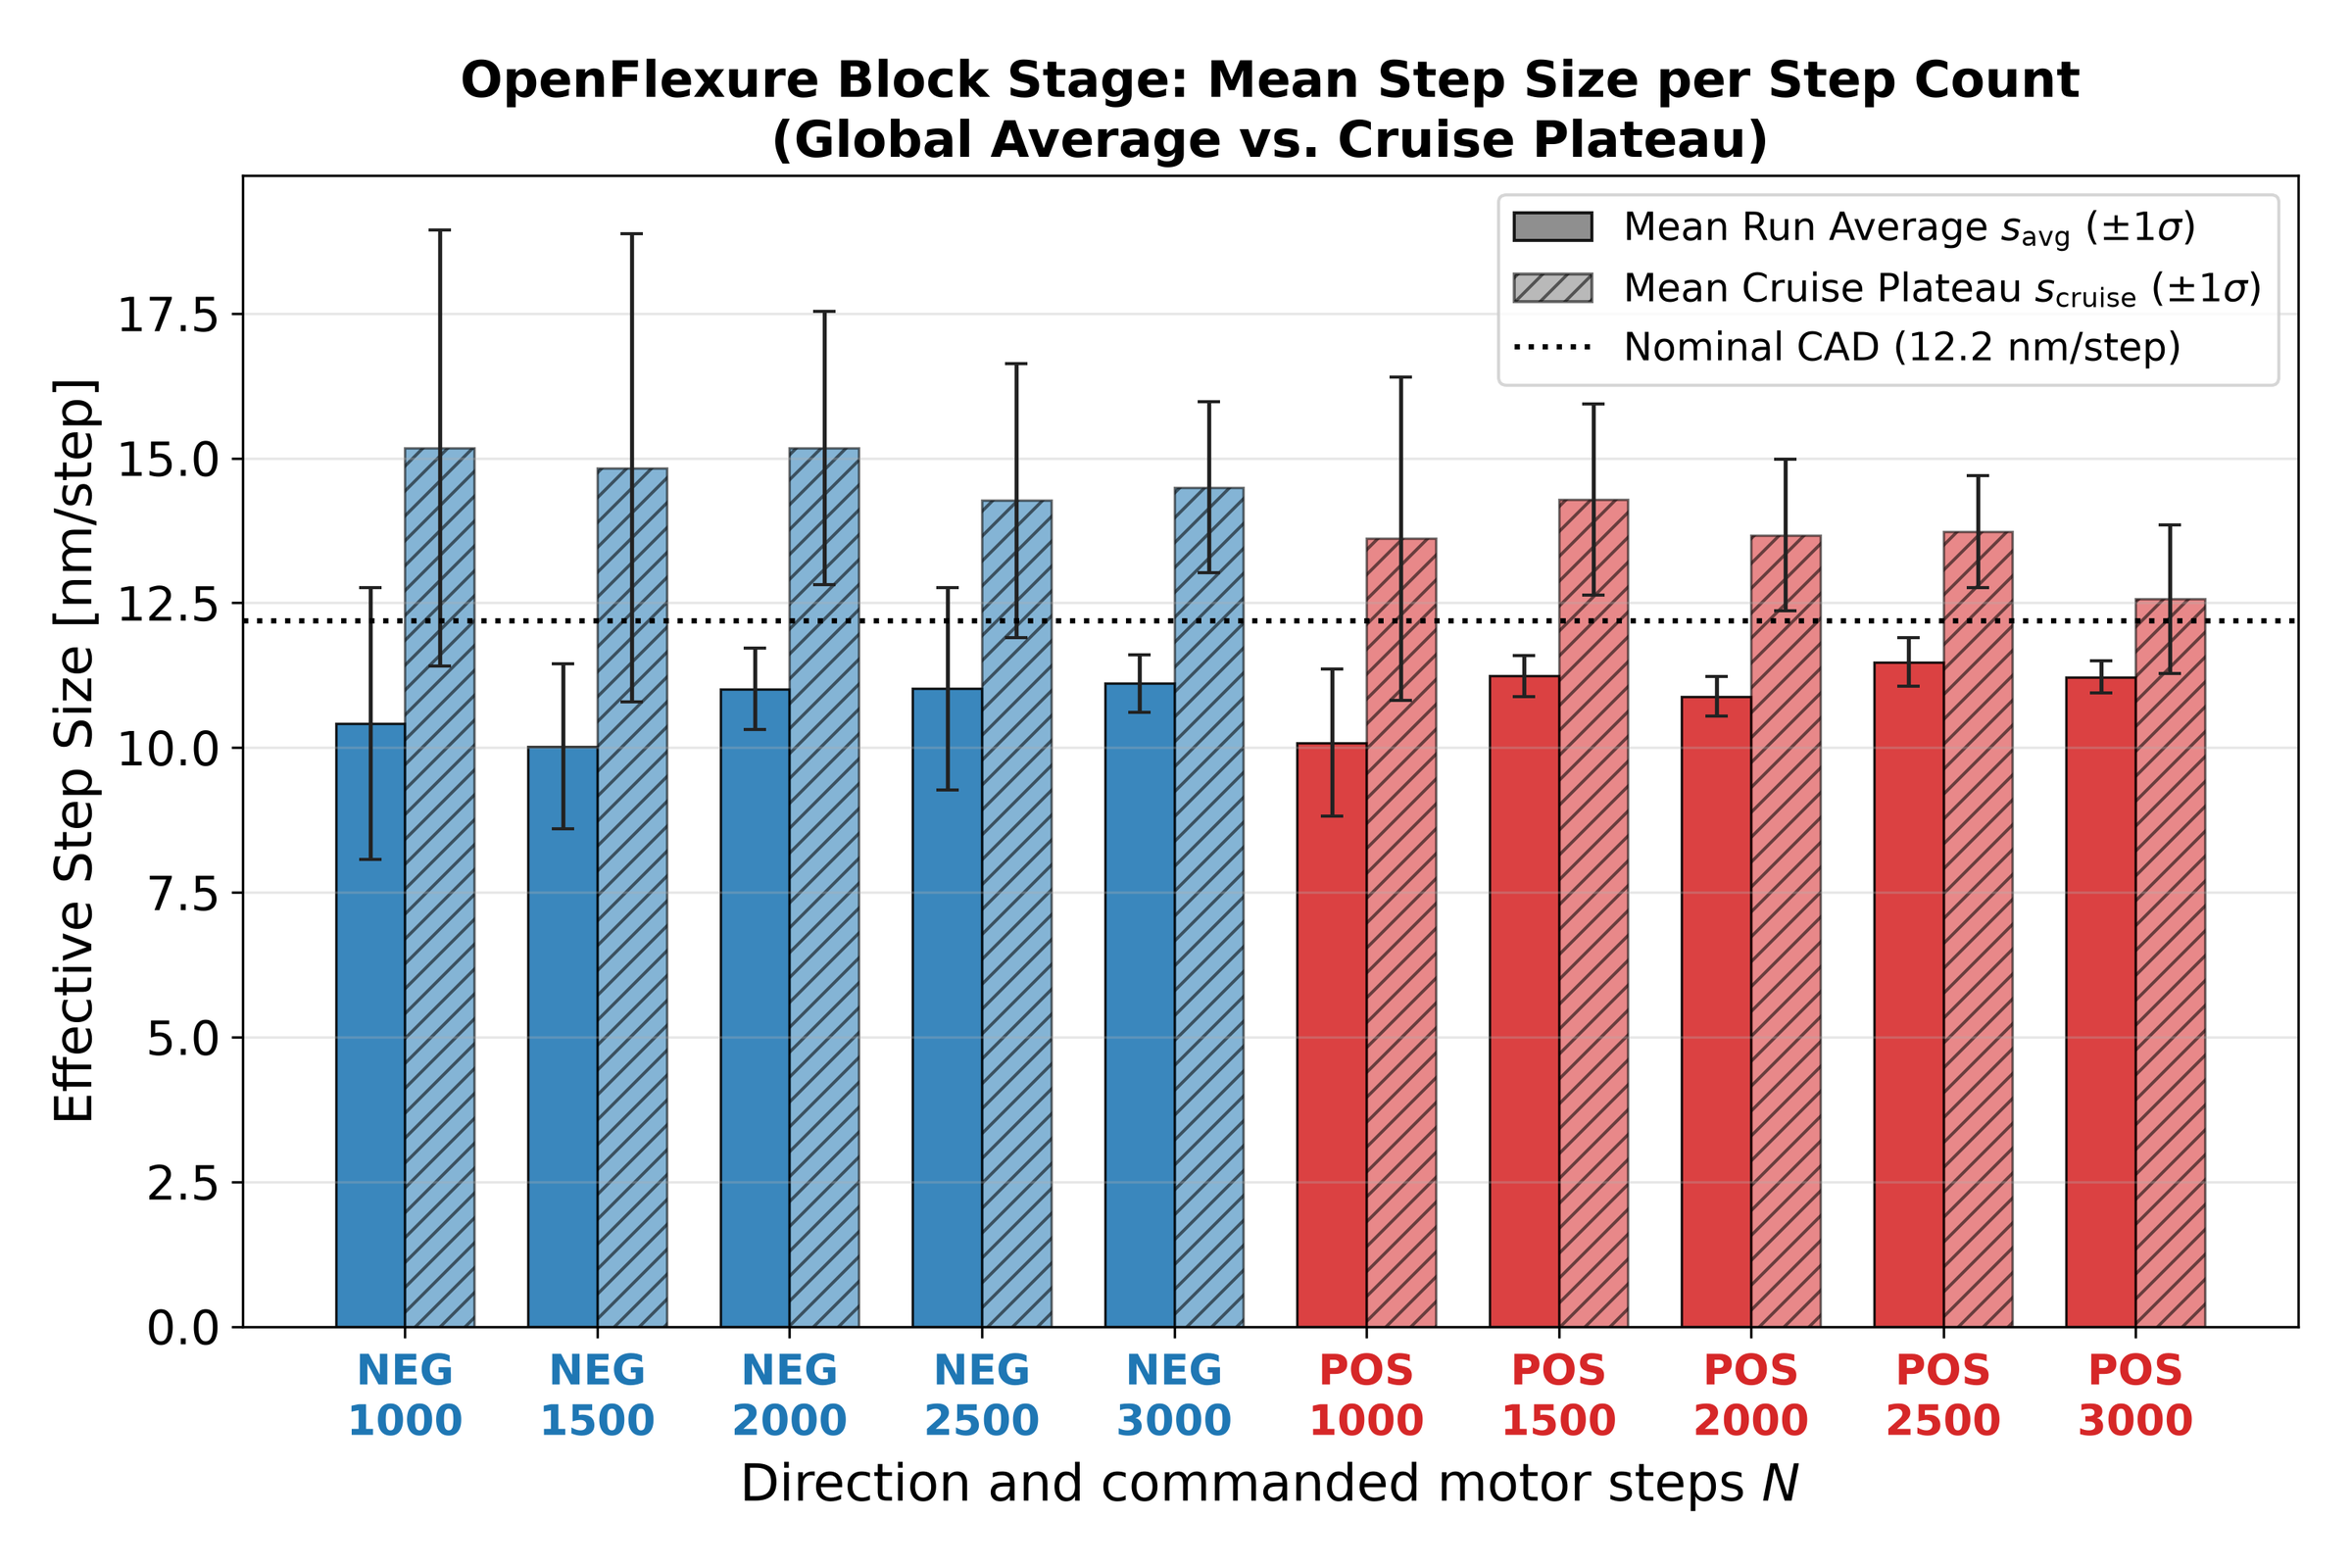 OpenFlexure Block Stage: Mean Step Size per Step Count
(Global Average vs. Cruise Plateau)
Mean Run Average s_avg (±1σ)
Mean Cruise Plateau s_cruise (±1σ)
Nominal CAD (12.2 nm/step)
Effective Step Size [nm/step]
17.5
15.0
12.5
10.0
7.5
5.0
2.5
0.0
NEG 1000
NEG 1500
NEG 2000
NEG 2500
NEG 3000
POS 1000
POS 1500
POS 2000
POS 2500
POS 3000
Direction and commanded motor steps N